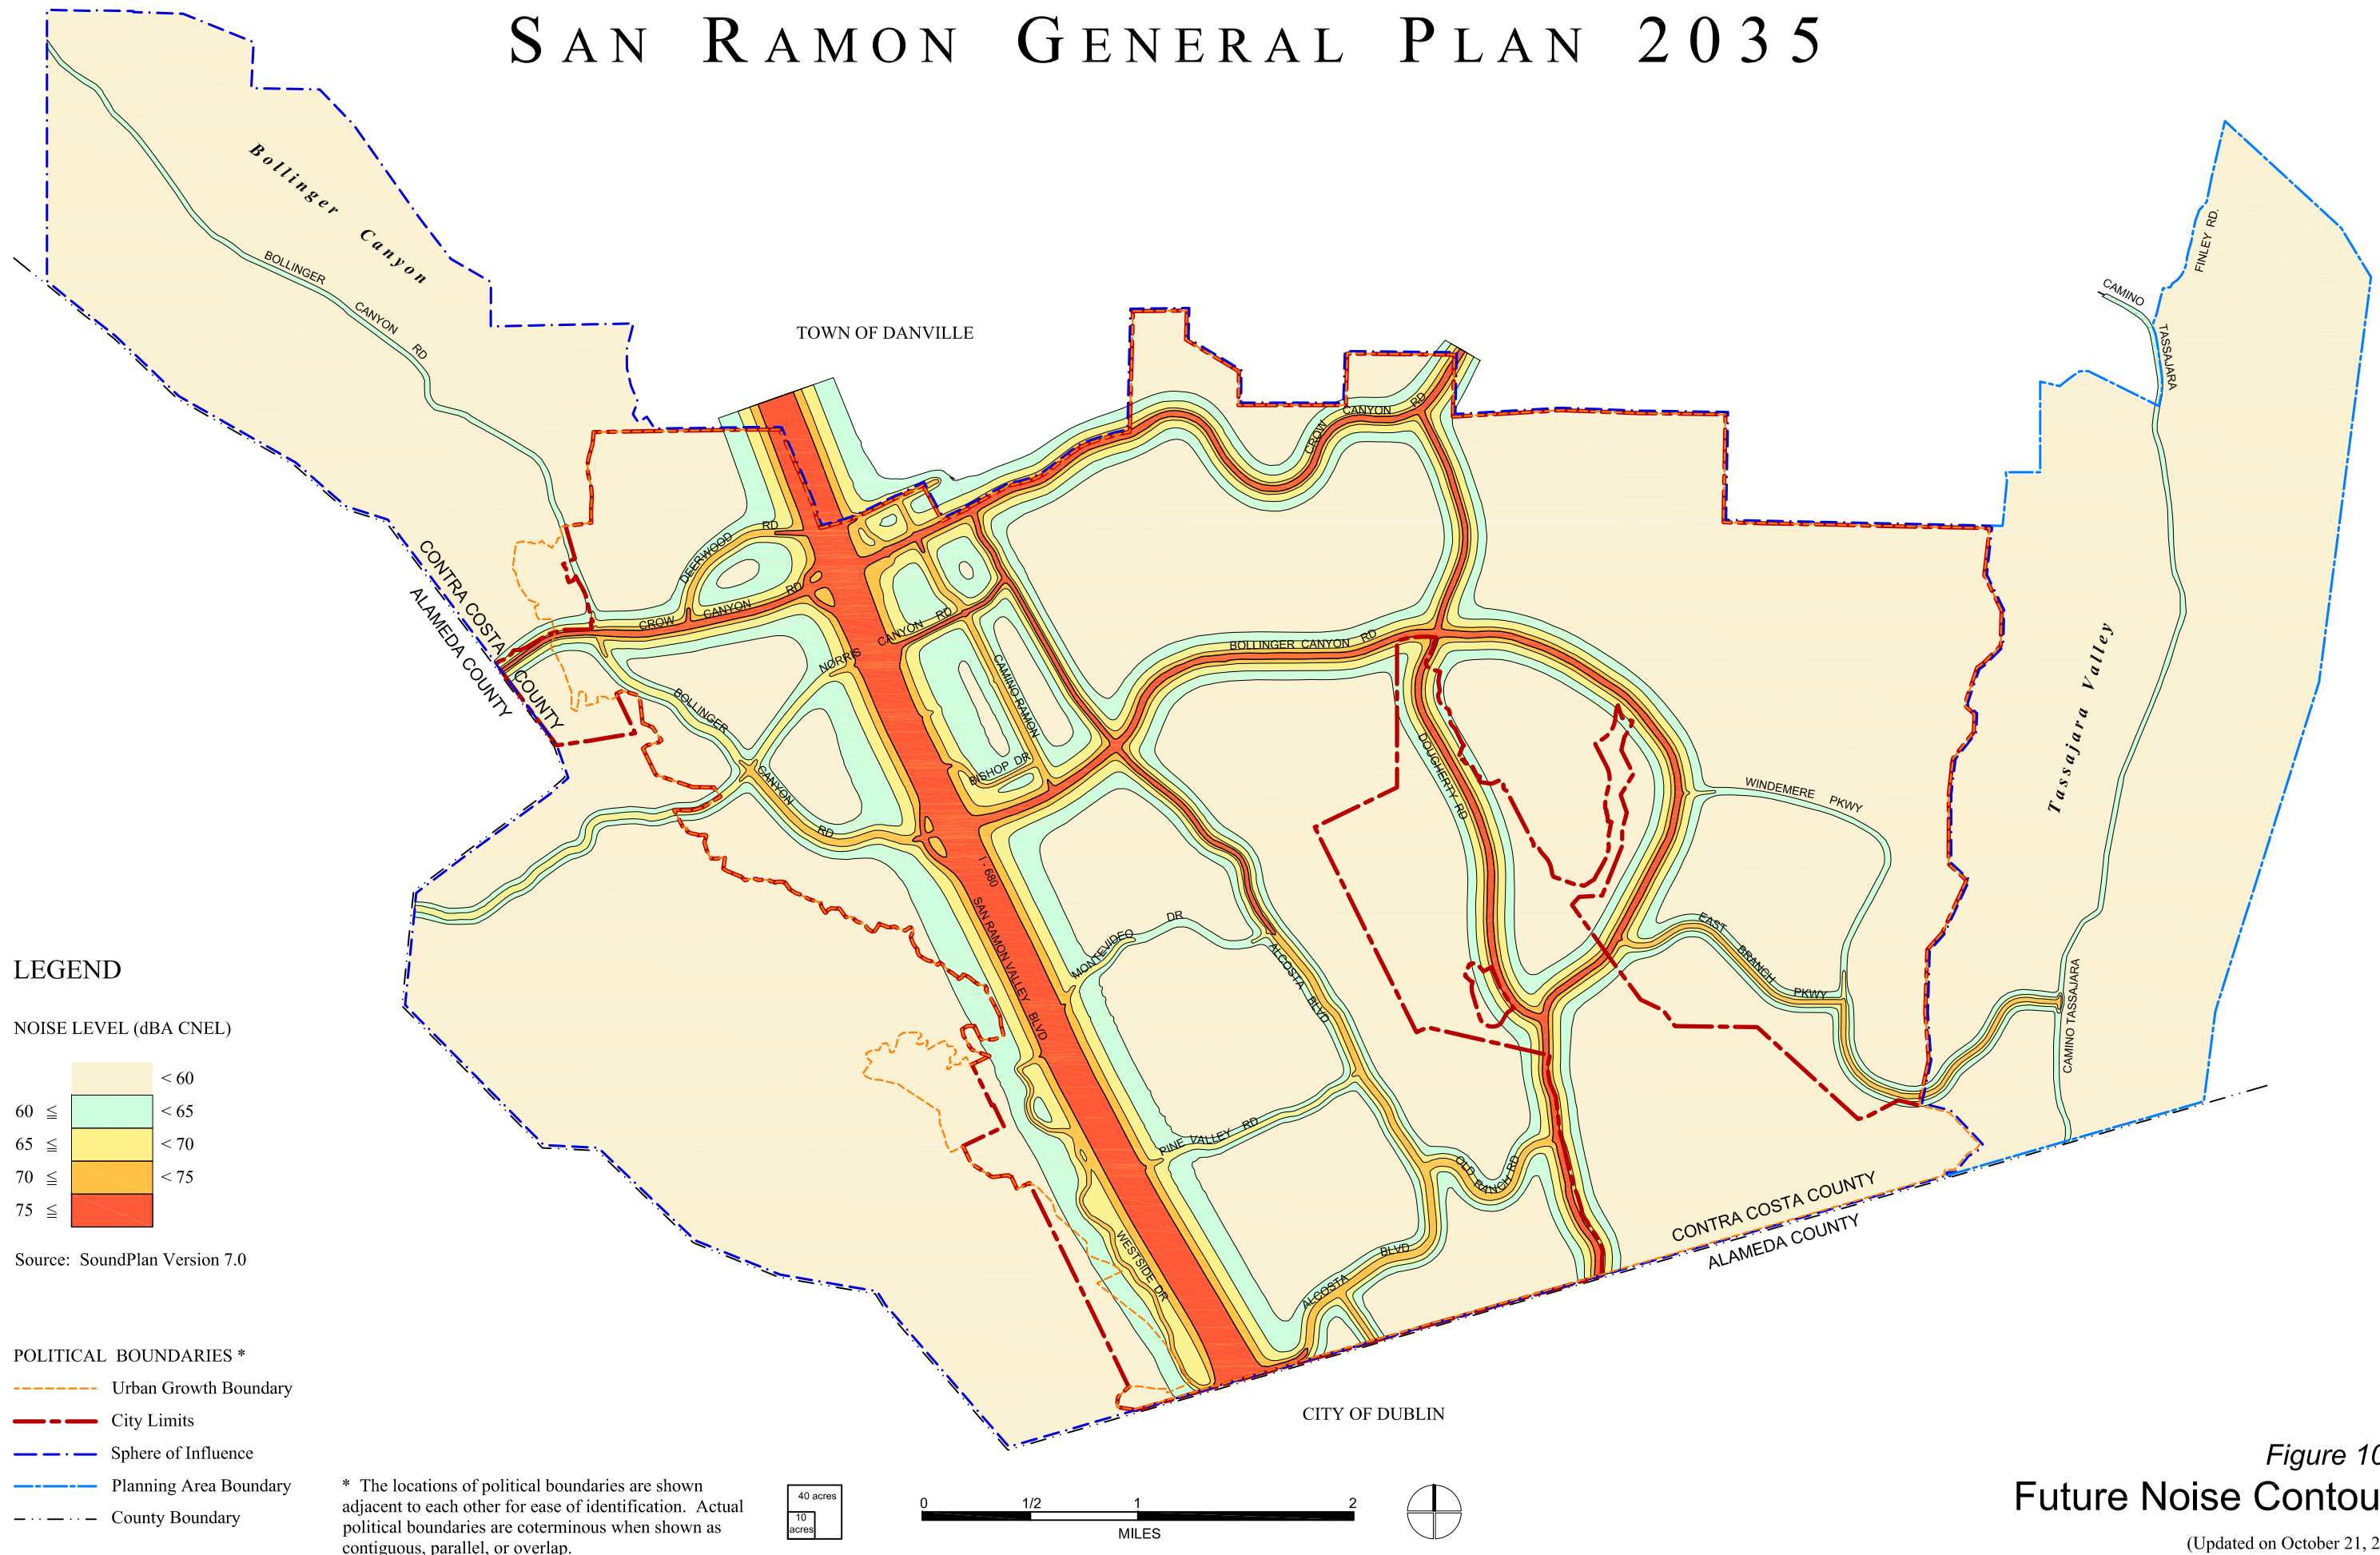 SAN RAMON GENERAL PLAN 2035
Bollinger Canyon
BOLLINGER CANYON RD
TOWN OF DANVILLE
FINLEY RD.
CAMINO TASSAJARA
CANYON RD
CROW
DEERWOOD RD
CROW CANYON RD
NORRIS CANYON RD
CONTRA COSTA COUNTY
ALAMEDA COUNTY
BOLLINGER CANYON RD
CAMINO RAMON
BISHOP DR
BOLLINGER CANYON RD
DOUGHERTY RD
WINDEMERE PKWY
Tassajara Valley
I - 680
SAN RAMON VALLEY BLVD
MONTEVIDEO DR
ALCOSTA BLVD
EAST BRANCH PKWY
CAMINO TASSAJARA
PINE VALLEY RD
OLD RANCH RD
WESTSIDE DR
ALCOSTA BLVD
CONTRA COSTA COUNTY
ALAMEDA COUNTY
CITY OF DUBLIN
LEGEND
NOISE LEVEL (dBA CNEL)
< 60
60 ≦ < 65
65 ≦ < 70
70 ≦ < 75
75 ≦
Source: SoundPlan Version 7.0
POLITICAL BOUNDARIES *
Urban Growth Boundary
City Limits
Sphere of Influence
Planning Area Boundary
County Boundary
* The locations of political boundaries are shown
adjacent to each other for ease of identification. Actual
political boundaries are coterminous when shown as
contiguous, parallel, or overlap.
40 acres
10
acres
0 1/2 1 2
MILES
Figure 10
Future Noise Contou
(Updated on October 21, 2